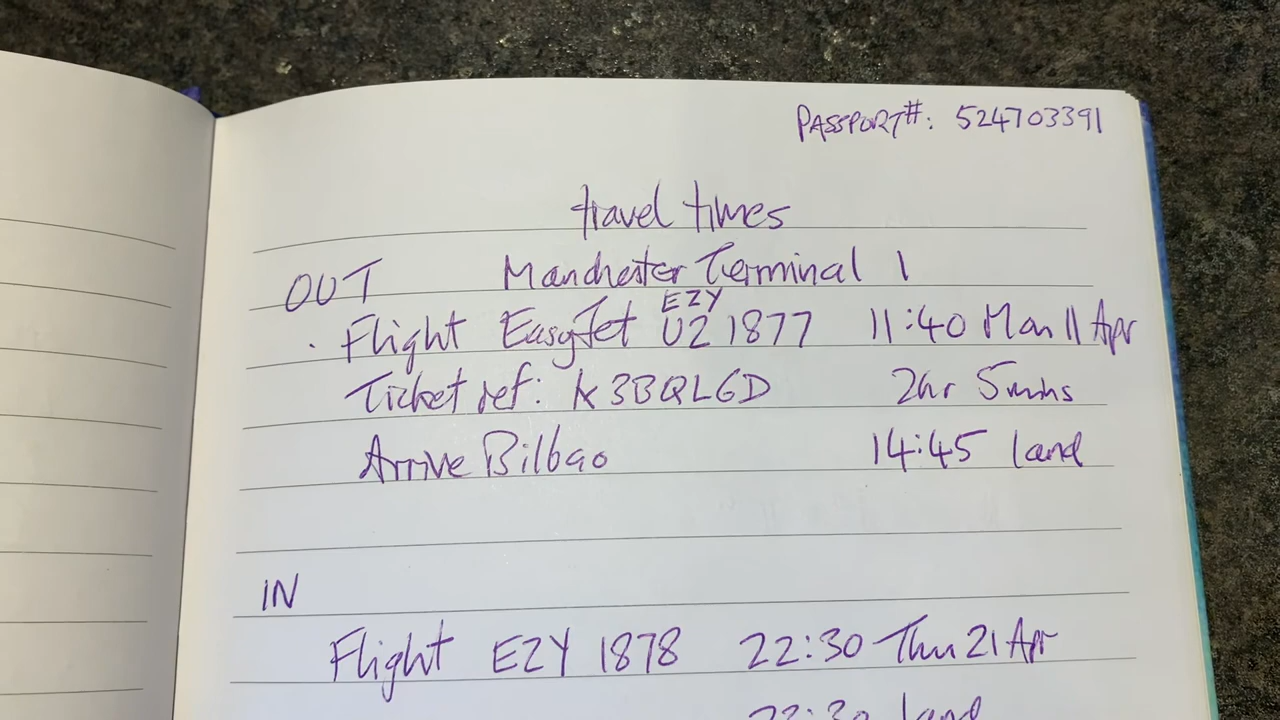 PASSPORT#: 524703391
travel times
OUT Manchester Terminal 1
EZY
· Flight EasyJet U2 1877 11:40 Mon 11 Apr
Ticket ref: K3BQLGD 2hr 5mins
Arrive Bilbao 14:45 land
IN
Flight EZY 1878 22:30 Thu 21 Apr
land